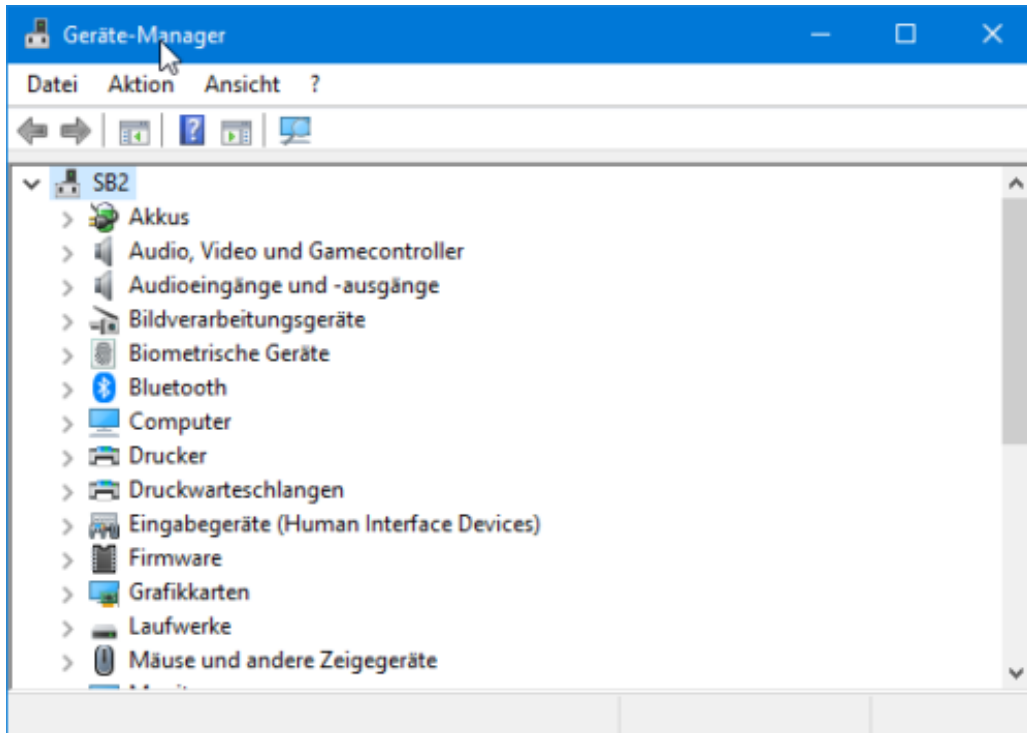 Geräte-Manager
Datei Aktion Ansicht ?
SB2
Akkus
Audio, Video und Gamecontroller
Audioeingänge und -ausgänge
Bildverarbeitungsgeräte
Biometrische Geräte
Bluetooth
Computer
Drucker
Druckwarteschlangen
Eingabegeräte (Human Interface Devices)
Firmware
Grafikkarten
Laufwerke
Mäuse und andere Zeigegeräte